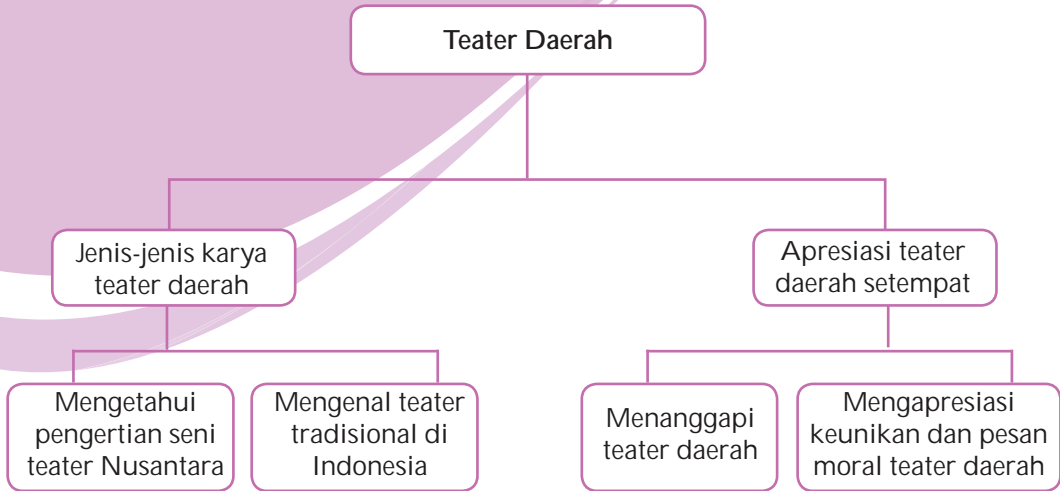 Teater Daerah
Jenis-jenis karya
teater daerah
Apresiasi teater
daerah setempat
Mengetahui
pengertian seni
teater Nusantara
Mengenal teater
tradisional di
Indonesia
Menanggapi
teater daerah
Mengapresiasi
keunikan dan pesan
moral teater daerah